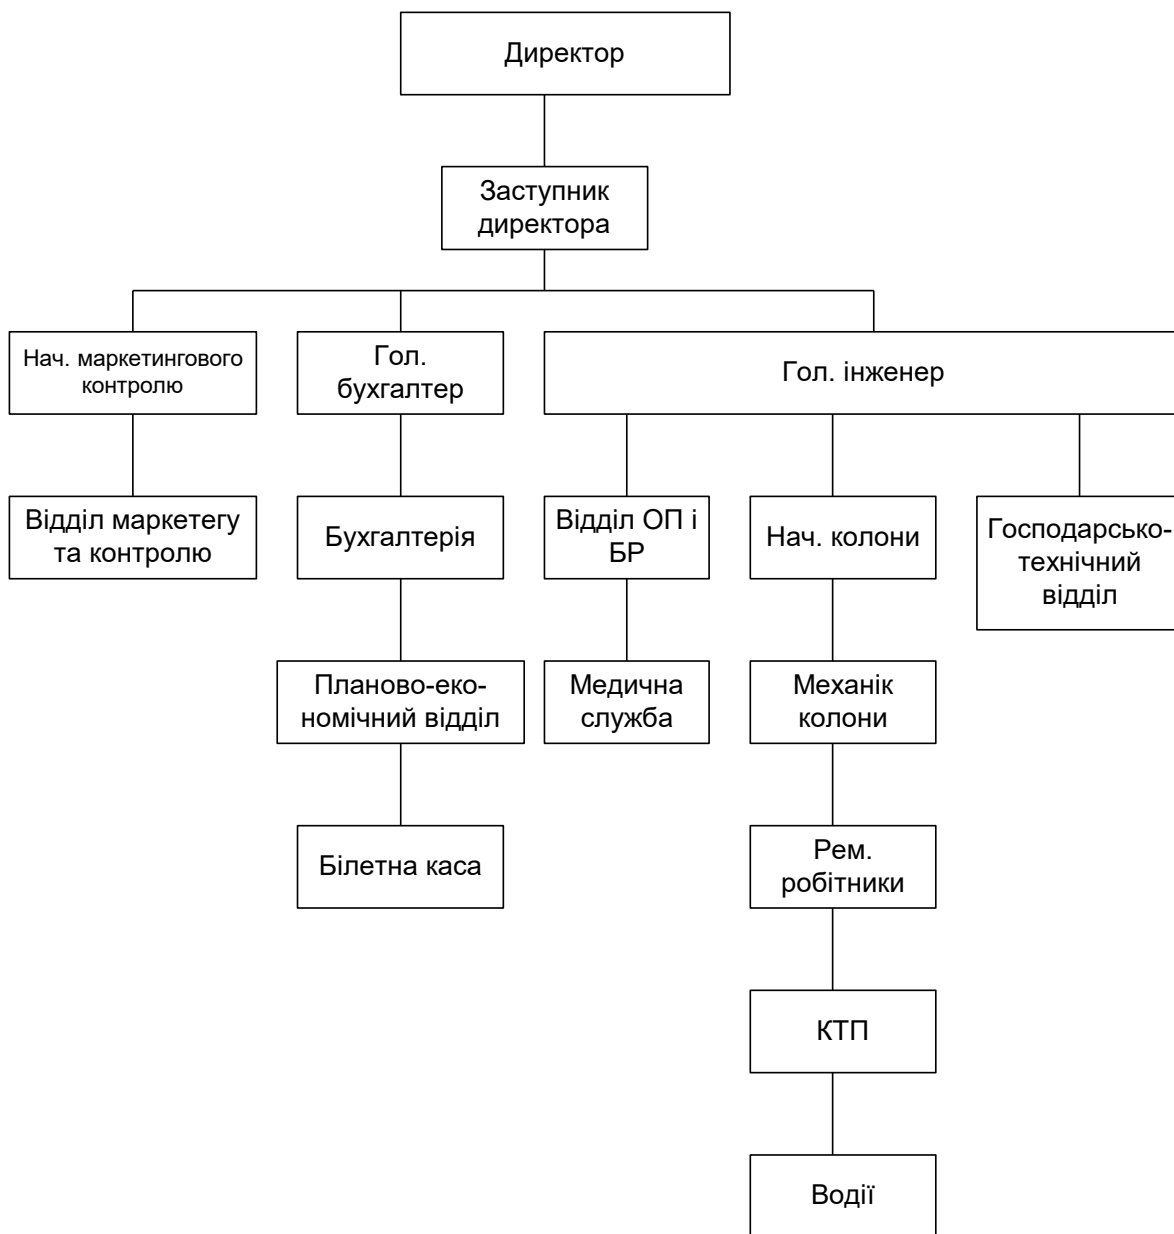 Директор
Заступник
директора
Нач. маркетингового
контролю
Гол.
бухгалтер
Гол. інженер
Відділ маркетегу
та контролю
Бухгалтерія
Відділ ОП і
БР
Нач. колони
Господарсько-
технічний
відділ
Планово-еко-
номічний відділ
Медична
служба
Механік
колони
Білетна каса
Рем.
робітники
КТП
Водії